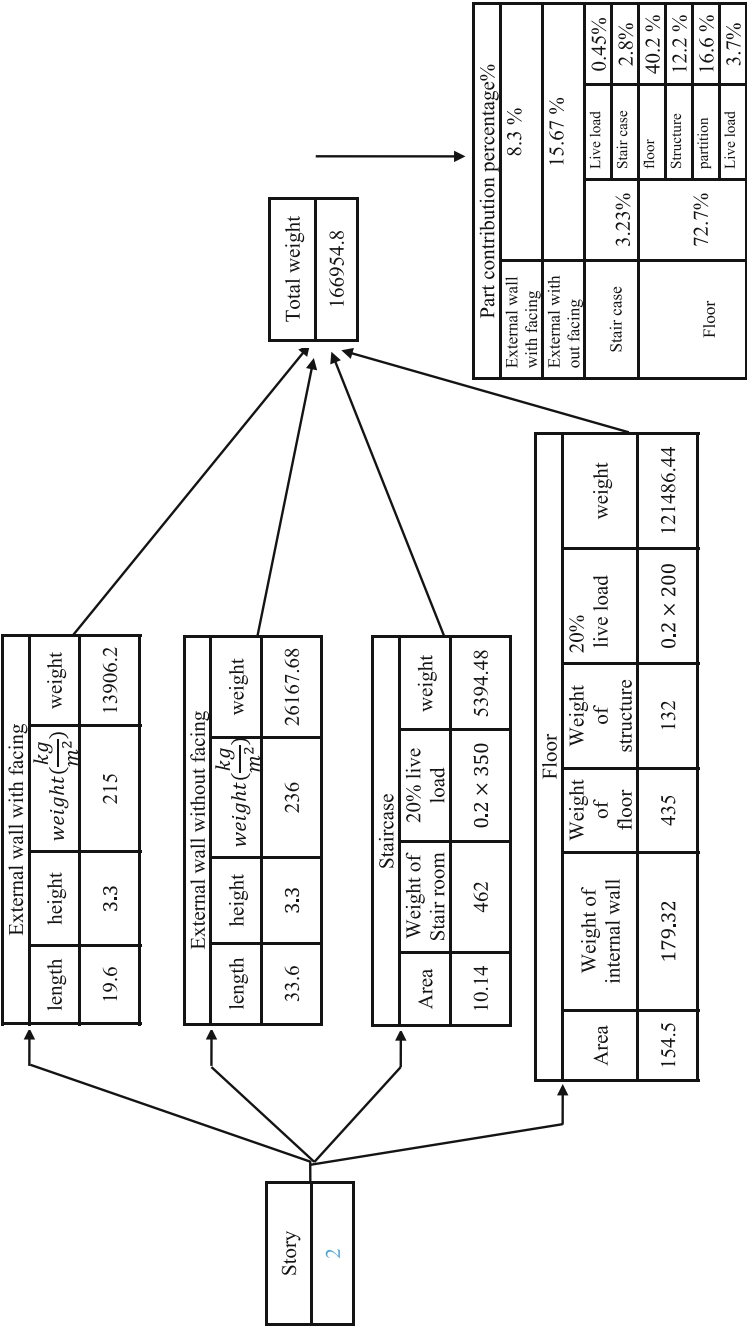 Story
2
External wall with facing
length height weight(kg/m²) weight
19.6 3.3 215 13906.2
External wall without facing
length height weight(kg/m²) weight
33.6 3.3 236 26167.68
Staircase
Area Weight of Stair room 20% live load weight
10.14 462 0.2 × 350 5394.48
Floor
Area Weight of internal wall Weight of floor Weight of structure 20% live load weight
154.5 179.32 435 132 0.2 × 200 121486.44
Total weight
166954.8
Part contribution percentage%
External wall with facing 8.3 %
External with out facing 15.67 %
Stair case 3.23% Live load 0.45%
Stair case 2.8%
Floor 72.7% floor 40.2 %
Structure 12.2 %
partition 16.6 %
Live load 3.7%